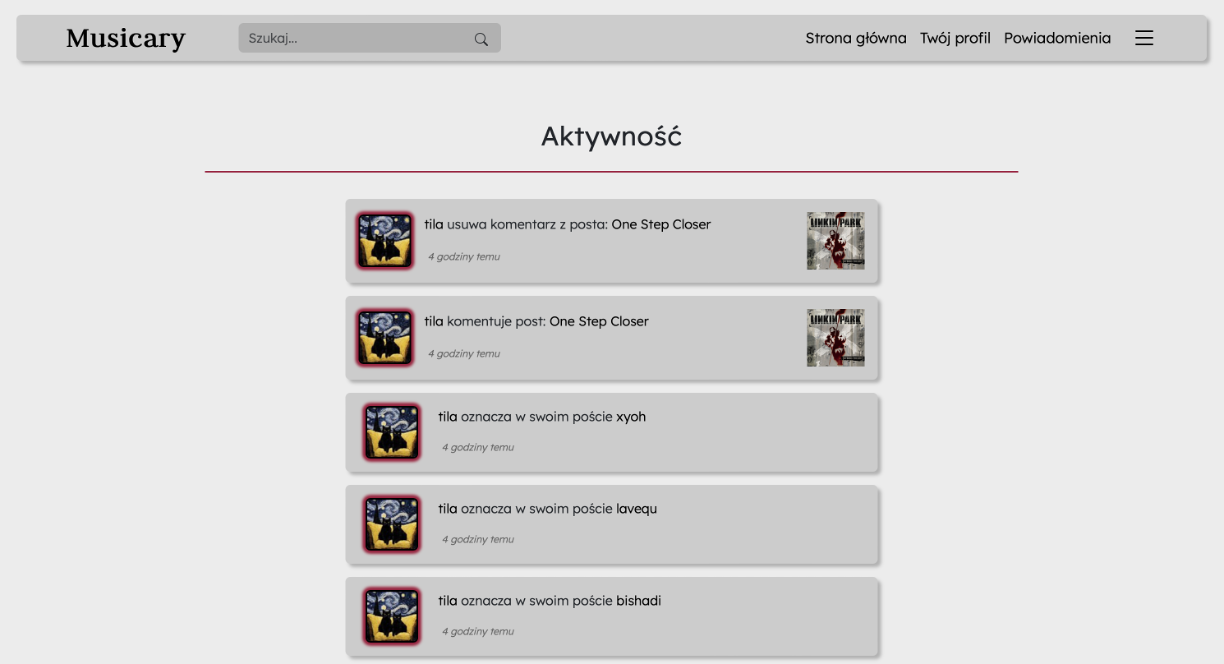 Musicary
Szukaj...
Strona główna Twój profil Powiadomienia
Aktywność
tila usuwa komentarz z posta: One Step Closer
4 godziny temu
LINKIN PARK
tila komentuje post: One Step Closer
4 godziny temu
LINKIN PARK
tila oznacza w swoim poście xyoh
4 godziny temu
tila oznacza w swoim poście lavequ
4 godziny temu
tila oznacza w swoim poście bishadi
4 godziny temu